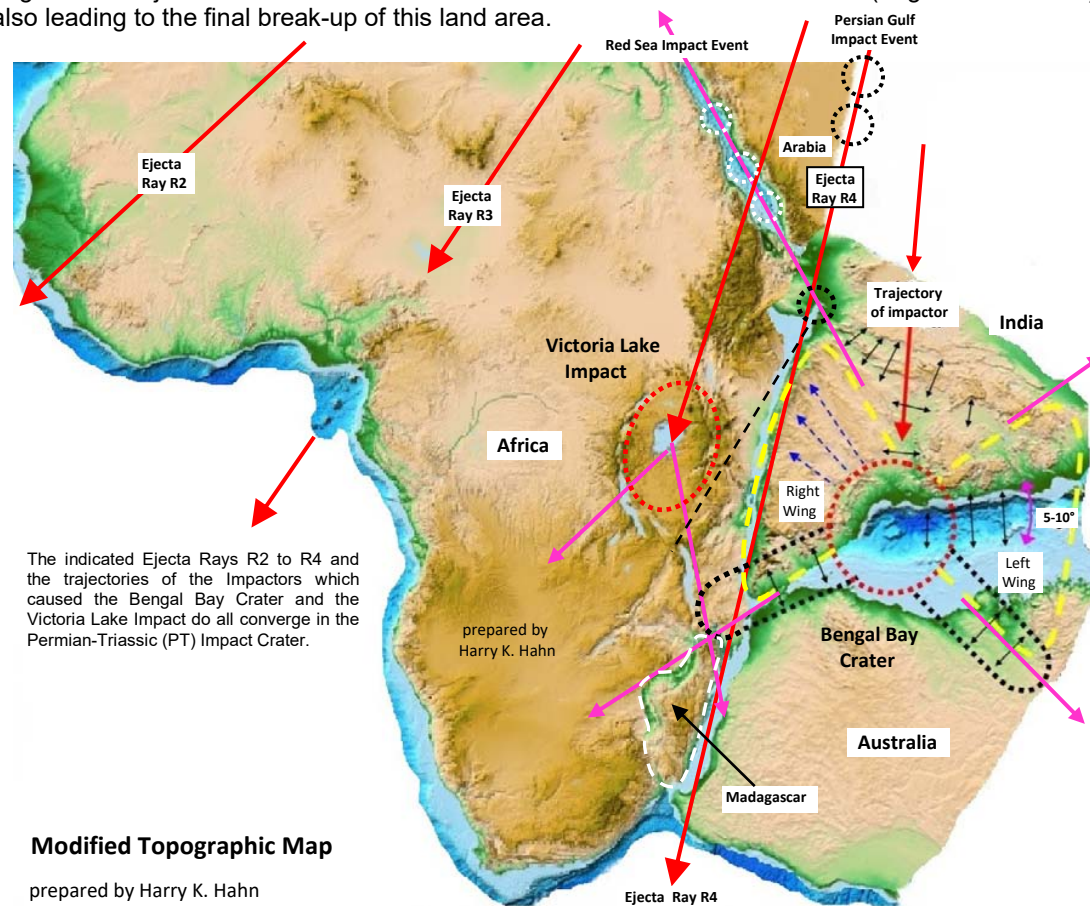 also leading to the final break-up of this land area.
Persian Gulf
Impact Event
Red Sea Impact Event
Ejecta
Ray R2
Ejecta
Ray R3
Arabia
Ejecta
Ray R4
Trajectory
of impactor
India
Victoria Lake
Impact
Africa
Right
Wing
5-10°
Left
Wing
The indicated Ejecta Rays R2 to R4 and
the trajectories of the Impactors which
caused the Bengal Bay Crater and the
Victoria Lake Impact do all converge in the
Permian-Triassic (PT) Impact Crater.
prepared by
Harry K. Hahn
Bengal Bay
Crater
Australia
Madagascar
Modified Topographic Map
prepared by Harry K. Hahn
Ejecta Ray R4